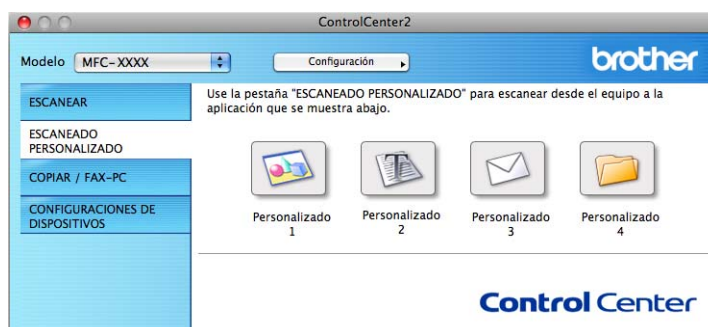 ControlCenter2
Modelo MFC-XXXX Configuración brother
ESCANEAR
ESCANEADO
PERSONALIZADO
COPIAR / FAX-PC
CONFIGURACIONES DE
DISPOSITIVOS
Use la pestaña "ESCANEADO PERSONALIZADO" para escanear desde el equipo a la
aplicación que se muestra abajo.
T
Personalizado
1
Personalizado
2
Personalizado
3
Personalizado
4
Control Center